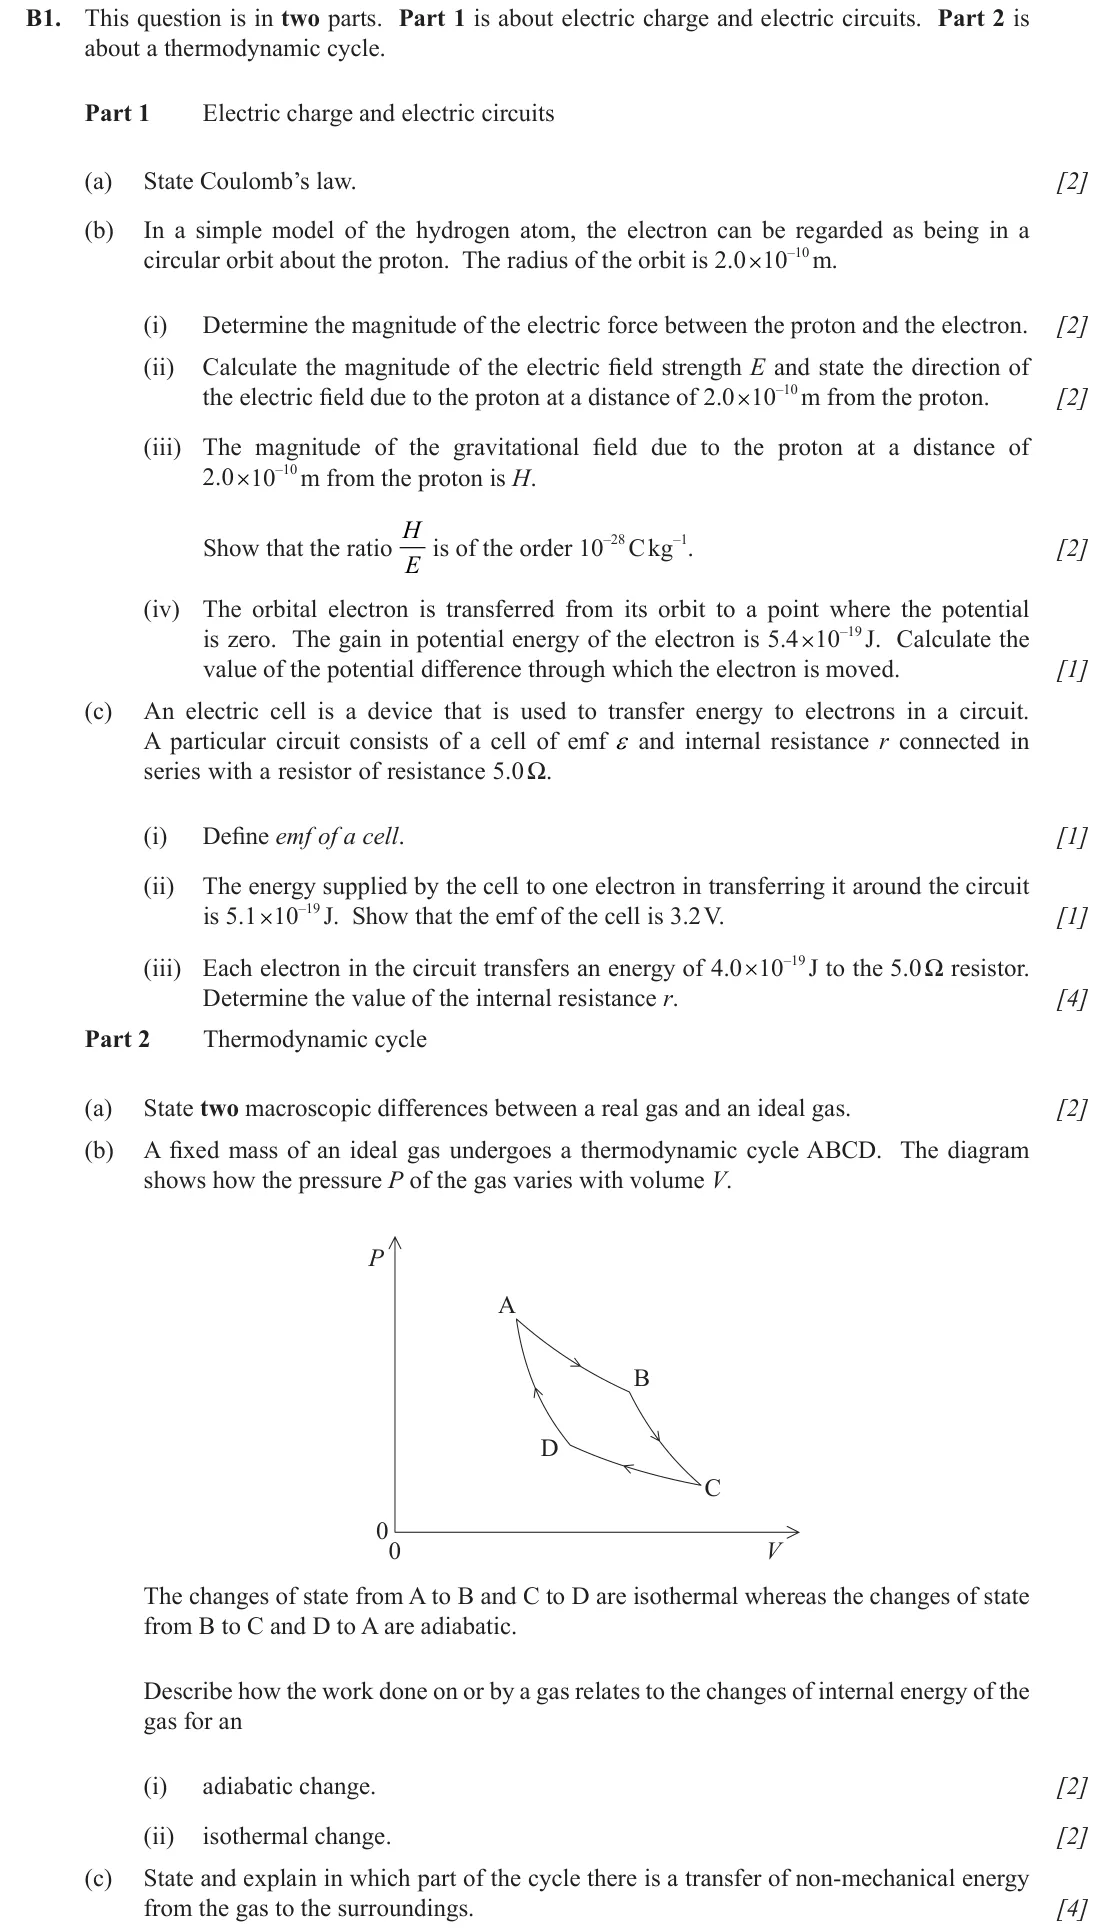 B1. This question is in two parts. Part 1 is about electric charge and electric circuits. Part 2 is
about a thermodynamic cycle.
Part 1 Electric charge and electric circuits
(a) State Coulomb's law. [2]
(b) In a simple model of the hydrogen atom, the electron can be regarded as being in a
circular orbit about the proton. The radius of the orbit is 2.0×10⁻¹⁰ m.
(i) Determine the magnitude of the electric force between the proton and the electron. [2]
(ii) Calculate the magnitude of the electric field strength E and state the direction of
the electric field due to the proton at a distance of 2.0×10⁻¹⁰ m from the proton. [2]
(iii) The magnitude of the gravitational field due to the proton at a distance of
2.0×10⁻¹⁰ m from the proton is H.
Show that the ratio H/E is of the order 10⁻²⁸ C kg⁻¹. [2]
(iv) The orbital electron is transferred from its orbit to a point where the potential
is zero. The gain in potential energy of the electron is 5.4×10⁻¹⁹ J. Calculate the
value of the potential difference through which the electron is moved. [1]
(c) An electric cell is a device that is used to transfer energy to electrons in a circuit.
A particular circuit consists of a cell of emf ε and internal resistance r connected in
series with a resistor of resistance 5.0 Ω.
(i) Define emf of a cell. [1]
(ii) The energy supplied by the cell to one electron in transferring it around the circuit
is 5.1×10⁻¹⁹ J. Show that the emf of the cell is 3.2 V. [1]
(iii) Each electron in the circuit transfers an energy of 4.0×10⁻¹⁹ J to the 5.0 Ω resistor.
Determine the value of the internal resistance r. [4]
Part 2 Thermodynamic cycle
(a) State two macroscopic differences between a real gas and an ideal gas. [2]
(b) A fixed mass of an ideal gas undergoes a thermodynamic cycle ABCD. The diagram
shows how the pressure P of the gas varies with volume V.
P
A
B
D
C
0
0
V
The changes of state from A to B and C to D are isothermal whereas the changes of state
from B to C and D to A are adiabatic.
Describe how the work done on or by a gas relates to the changes of internal energy of the
gas for an
(i) adiabatic change. [2]
(ii) isothermal change. [2]
(c) State and explain in which part of the cycle there is a transfer of non-mechanical energy
from the gas to the surroundings. [4]